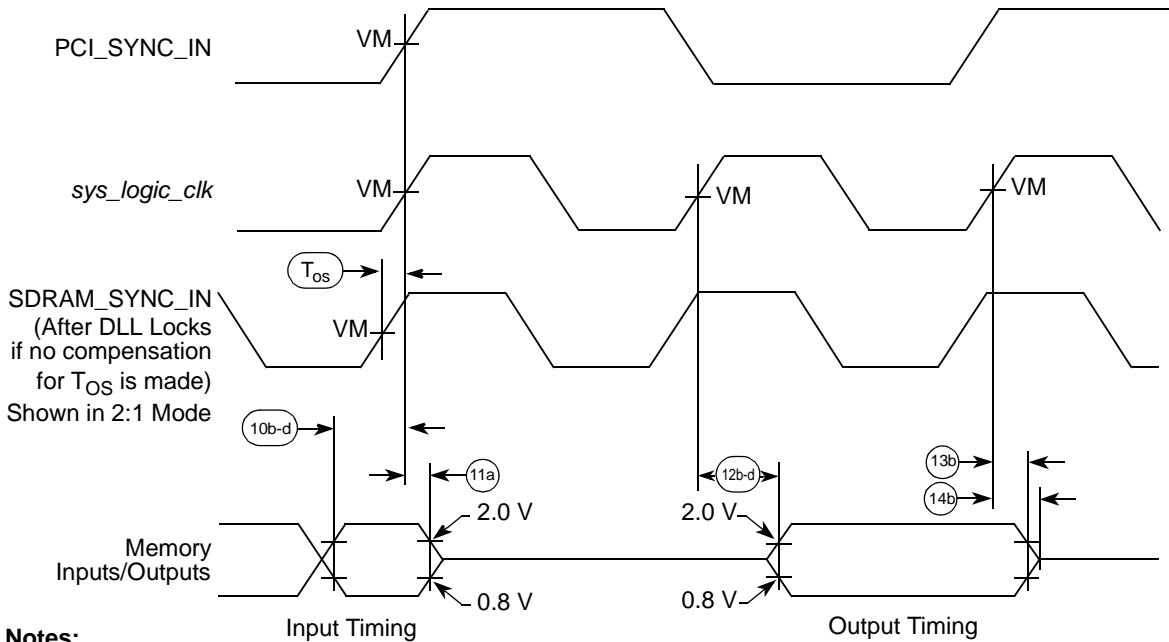 PCI_SYNC_IN
VM
sys_logic_clk
VM
VM
VM
Tos
SDRAM_SYNC_IN
(After DLL Locks
if no compensation
for TOS is made)
Shown in 2:1 Mode
VM
10b-d
11a
12b-d
13b
14b
2.0 V
2.0 V
Memory
Inputs/Outputs
0.8 V
0.8 V
Input Timing
Output Timing
Notes: